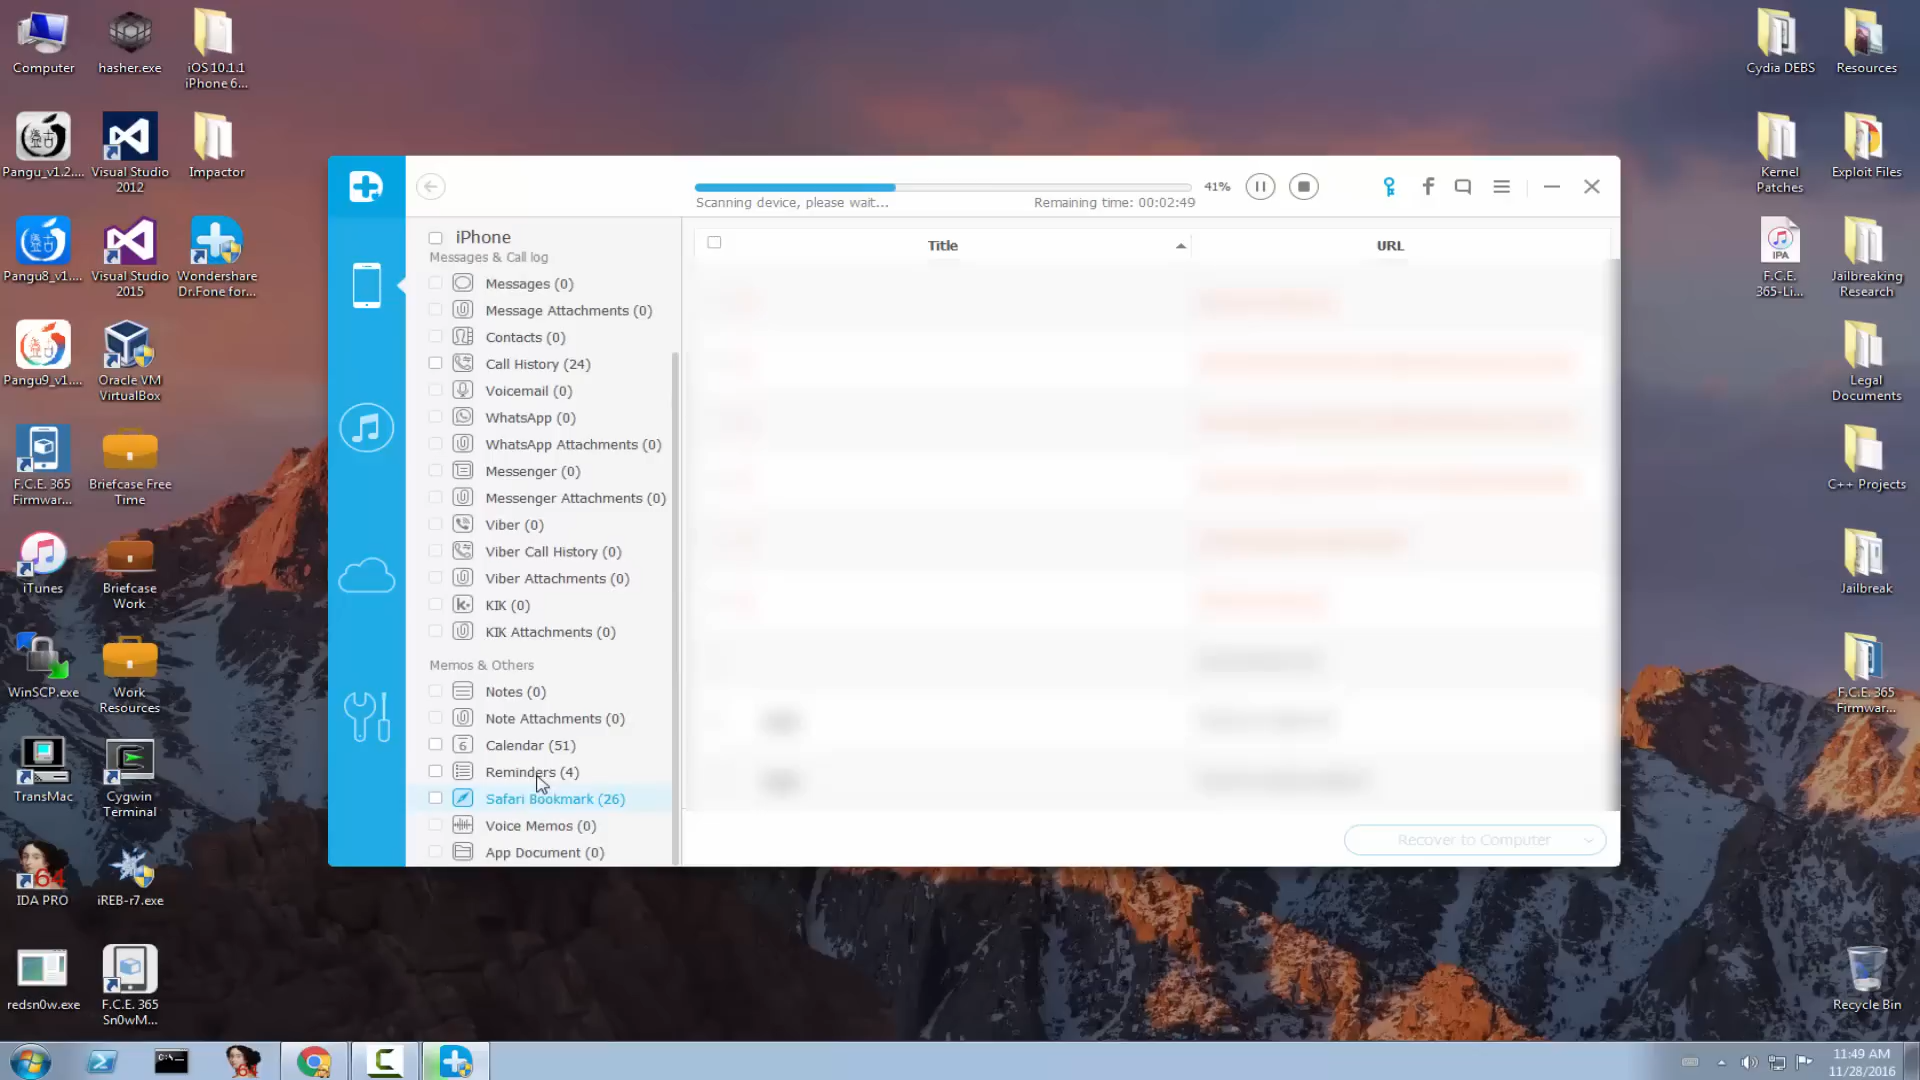 Computer
hasher.exe
iOS10.1.1
iPhone 6...
Pangu_v1.2....
Visual Studio
2012
Impactor
Pangu8_v1....
Visual Studio
2015
Wondershare
Dr.Fone for...
Pangu9_v1....
Oracle VM
VirtualBox
F.C.E. 365
Firmwar...
Briefcase Free
Time
iTunes
Briefcase
Work
WinSCP.exe
Work
Resources
TransMac
Cygwin
Terminal
64
IDA PRO
iREB-r7.exe
redsn0w.exe
F.C.E. 365
Sn0wM...
41%
Scanning device, please wait...
Remaining time: 00:02:49
iPhone
Messages & Call log
Messages (0)
Message Attachments (0)
Contacts (0)
Call History (24)
Voicemail (0)
WhatsApp (0)
WhatsApp Attachments (0)
Messenger (0)
Messenger Attachments (0)
Viber (0)
Viber Call History (0)
Viber Attachments (0)
KIK (0)
KIK Attachments (0)
Memos & Others
Notes (0)
Note Attachments (0)
Calendar (51)
Reminders (4)
Safari Bookmark (26)
Voice Memos (0)
App Document (0)
Title
URL
Recover to Computer
Cydia DEBS
Resources
Kernel
Patches
Exploit Files
IPA
F.C.E.
365-Li...
Jailbreaking
Research
Legal
Documents
C++ Projects
Jailbreak
F.C.E. 365
Firmwar...
Recycle Bin
C:\_
64
11:49 AM
11/28/2016